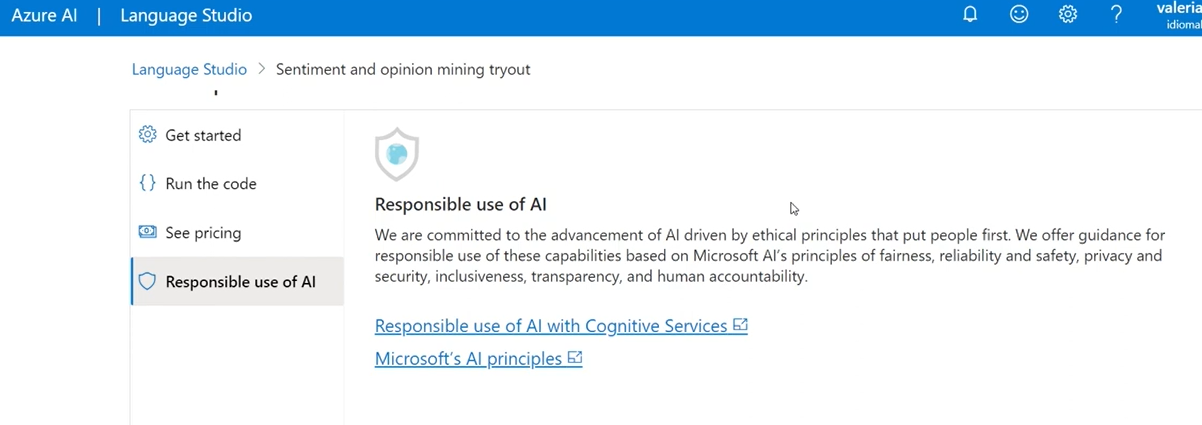 Azure AI | Language Studio
valeria
Language Studio > Sentiment and opinion mining tryout
Get started
{ } Run the code
See pricing
Responsible use of AI
Responsible use of AI
We are committed to the advancement of AI driven by ethical principles that put people first. We offer guidance for
responsible use of these capabilities based on Microsoft AI's principles of fairness, reliability and safety, privacy and
security, inclusiveness, transparency, and human accountability.
Responsible use of AI with Cognitive Services
Microsoft's AI principles